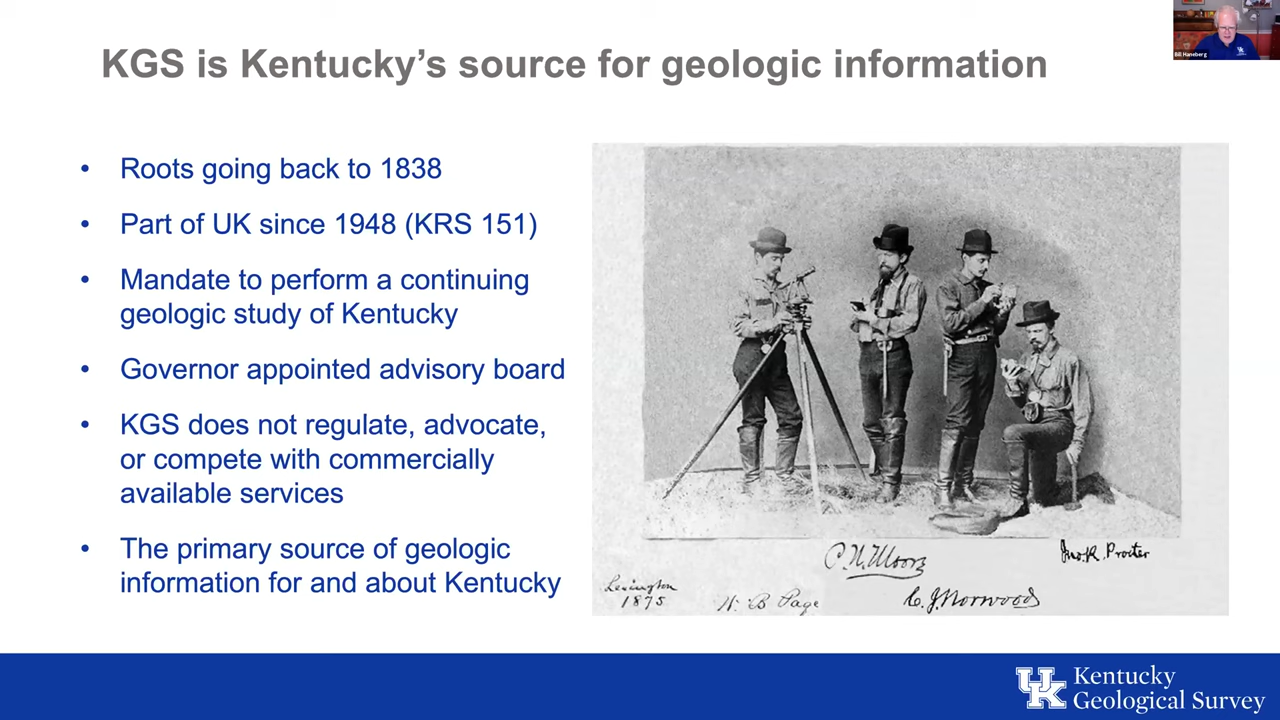 KGS is Kentucky’s source for geologic information
Bill Haneberg
• Roots going back to 1838
• Part of UK since 1948 (KRS 151)
• Mandate to perform a continuing
geologic study of Kentucky
• Governor appointed advisory board
• KGS does not regulate, advocate,
or compete with commercially
available services
• The primary source of geologic
information for and about Kentucky
C. N. Moore
Jno. R. Procter
Lexington
1875
W. B Page
C. J. Norwood
UK
Kentucky
Geological Survey